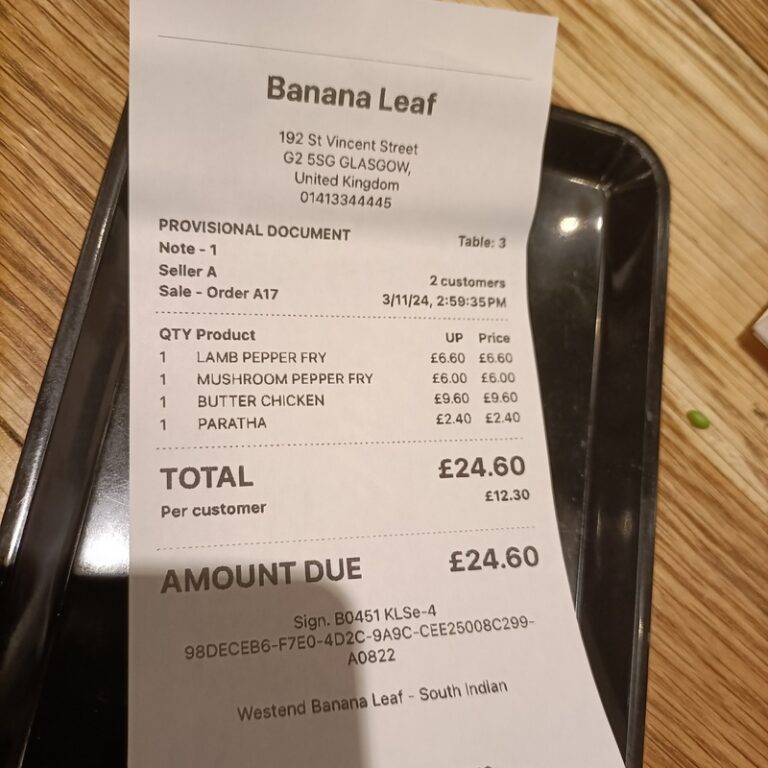 Banana Leaf
192 St Vincent Street
G2 5SG GLASGOW,
United Kingdom
01413344445
PROVISIONAL DOCUMENT Table: 3
Note - 1
Seller A 2 customers
Sale - Order A17 3/11/24, 2:59:35PM
QTY Product UP Price
1 LAMB PEPPER FRY £6.60 £6.60
1 MUSHROOM PEPPER FRY £6.00 £6.00
1 BUTTER CHICKEN £9.60 £9.60
1 PARATHA £2.40 £2.40
TOTAL £24.60
Per customer £12.30
AMOUNT DUE £24.60
Sign. B0451 KLSe-4
98DECEB6-F7E0-4D2C-9A9C-CEE25008C299-
A0822
Westend Banana Leaf - South Indian